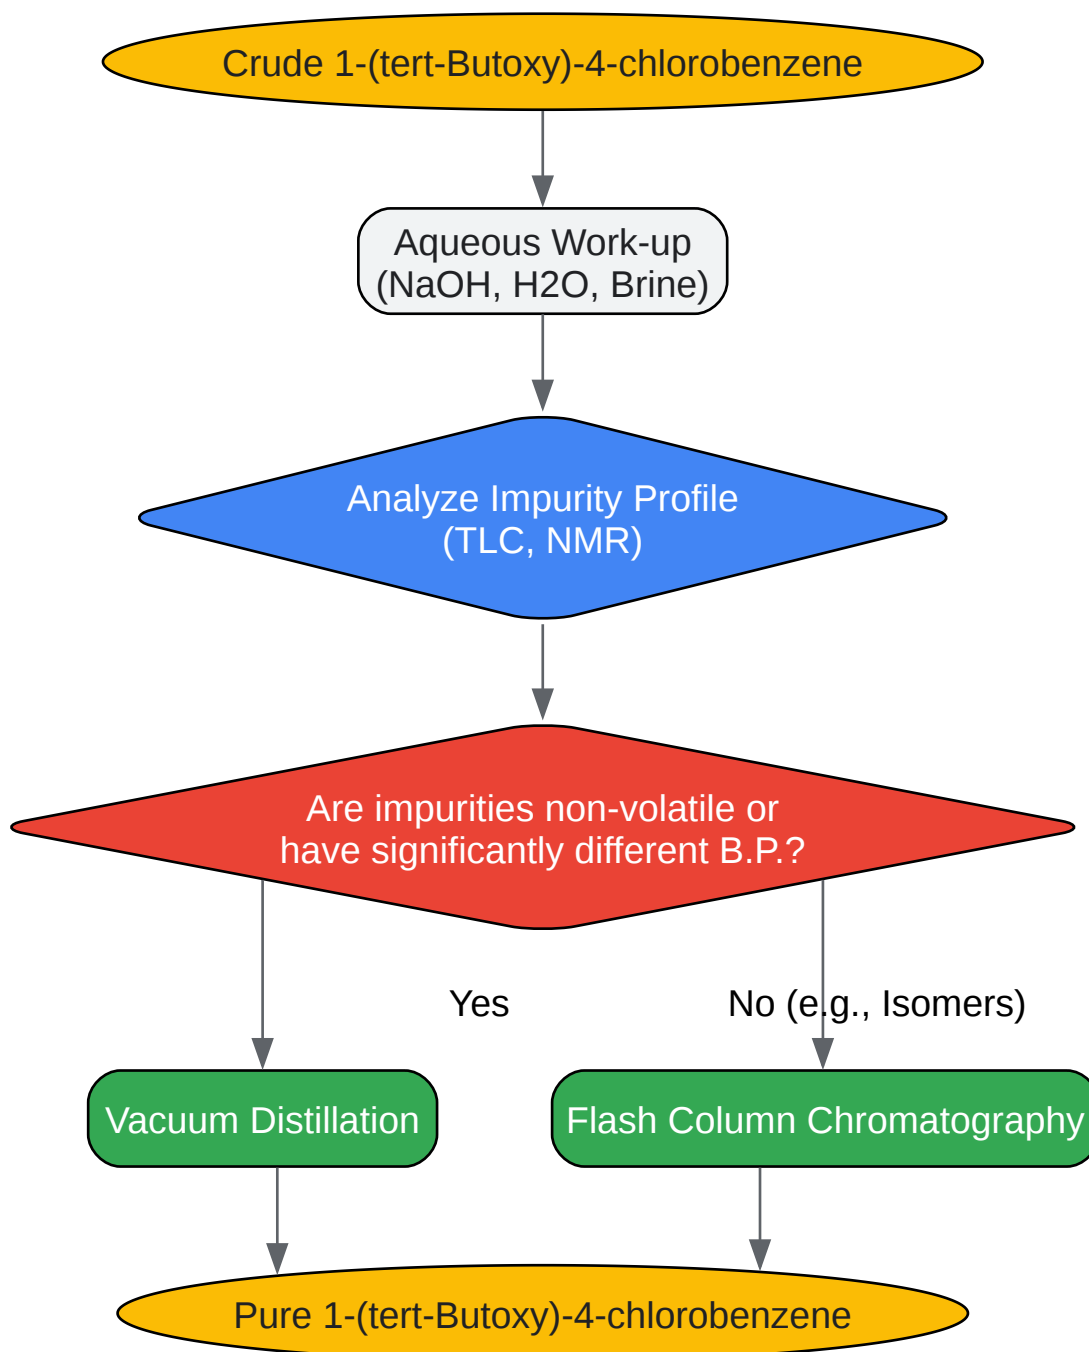 Crude 1-(tert-Butoxy)-4-chlorobenzene
Aqueous Work-up
(NaOH, H2O, Brine)
Analyze Impurity Profile
(TLC, NMR)
Are impurities non-volatile or
have significantly different B.P.?
Yes
No (e.g., Isomers)
Vacuum Distillation
Flash Column Chromatography
Pure 1-(tert-Butoxy)-4-chlorobenzene